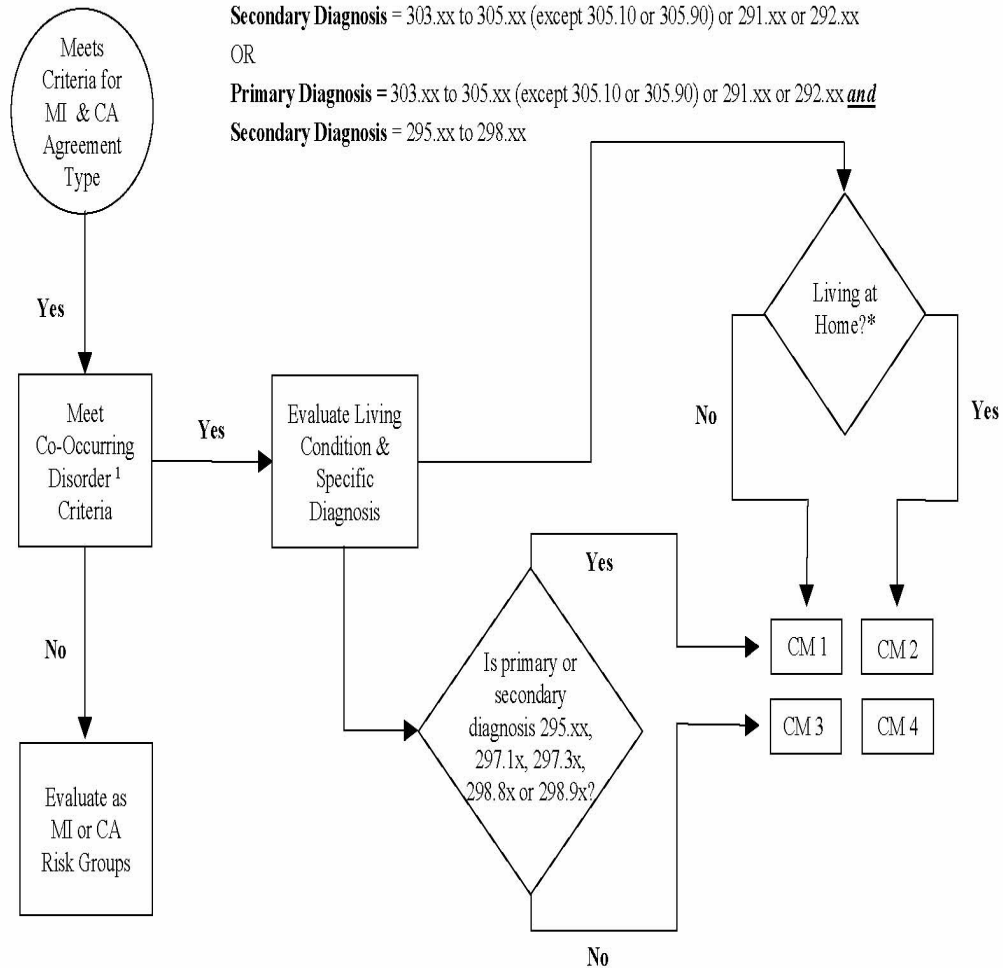 Secondary Diagnosis = 303.xx to 305.xx (except 305.10 or 305.90) or 291.xx or 292.xx
OR
Primary Diagnosis = 303.xx to 305.xx (except 305.10 or 305.90) or 291.xx or 292.xx and
Secondary Diagnosis = 295.xx to 298.xx
Meets
Criteria for
MI & CA
Agreement
Type
Yes
Meet
Co-Occurring
Disorder ¹
Criteria
Yes
Evaluate Living
Condition &
Specific
Diagnosis
Living at
Home?*
No
Yes
No
Evaluate as
MI or CA
Risk Groups
Is primary or
secondary
diagnosis 295.xx,
297.1x, 297.3x,
298.8x or 298.9x?
Yes
No
CM 1
CM 2
CM 3
CM 4